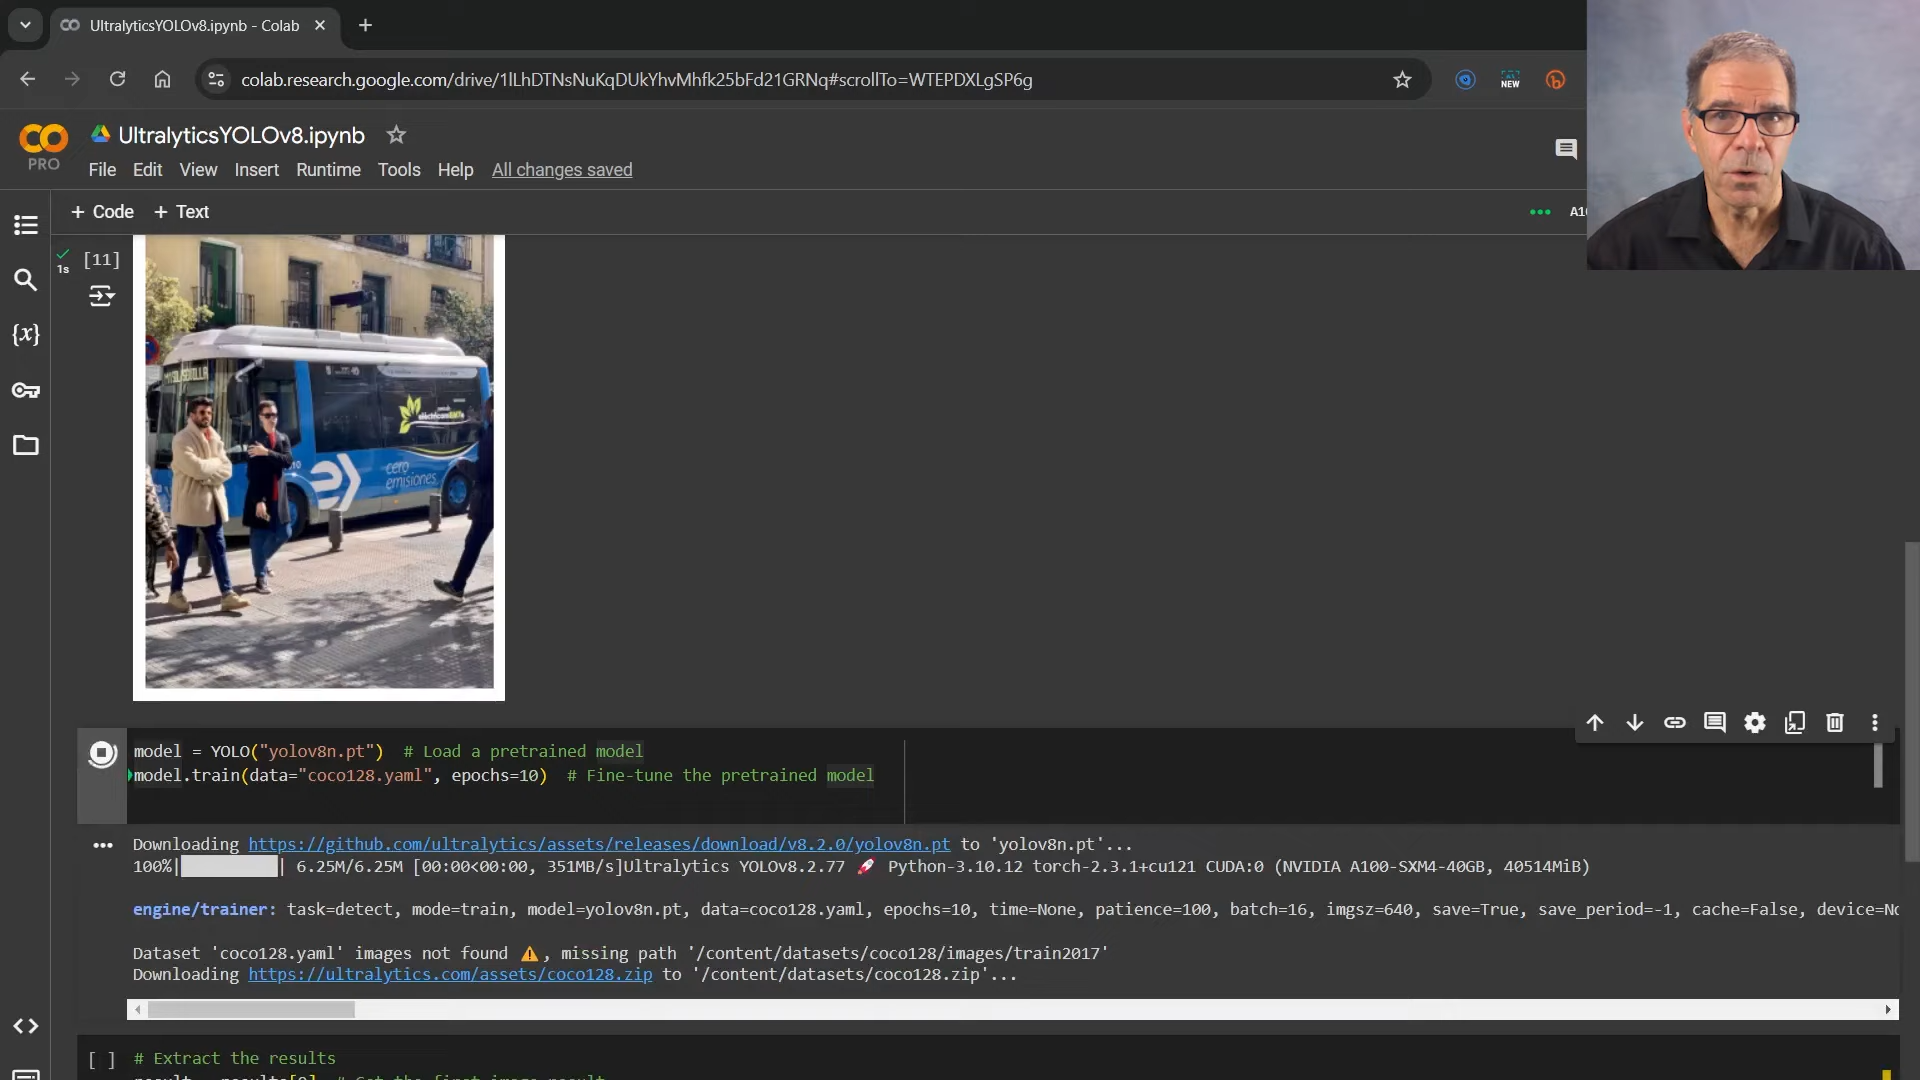 UltralyticsYOLOv8.ipynb - Colab
colab.research.google.com/drive/1lLhDTNsNuKqDUkYhvMhfk25bFd21GRNq#scrollTo=WTEPDXLgSP6g
NEW
PRO
UltralyticsYOLOv8.ipynb
File Edit View Insert Runtime Tools Help All changes saved
+ Code + Text
[11]
1s
{x}
cero
emisiones
model = YOLO("yolov8n.pt")  # Load a pretrained model
model.train(data="coco128.yaml", epochs=10)  # Fine-tune the pretrained model
Downloading https://github.com/ultralytics/assets/releases/download/v8.2.0/yolov8n.pt to 'yolov8n.pt'...
100%| | 6.25M/6.25M [00:00<00:00, 351MB/s]Ultralytics YOLOv8.2.77 🚀 Python-3.10.12 torch-2.3.1+cu121 CUDA:0 (NVIDIA A100-SXM4-40GB, 40514MiB)
engine/trainer: task=detect, mode=train, model=yolov8n.pt, data=coco128.yaml, epochs=10, time=None, patience=100, batch=16, imgsz=640, save=True, save_period=-1, cache=False,
Dataset 'coco128.yaml' images not found ⚠️, missing path '/content/datasets/coco128/images/train2017'
Downloading https://ultralytics.com/assets/coco128.zip to '/content/datasets/coco128.zip'...
[ ] # Extract the results